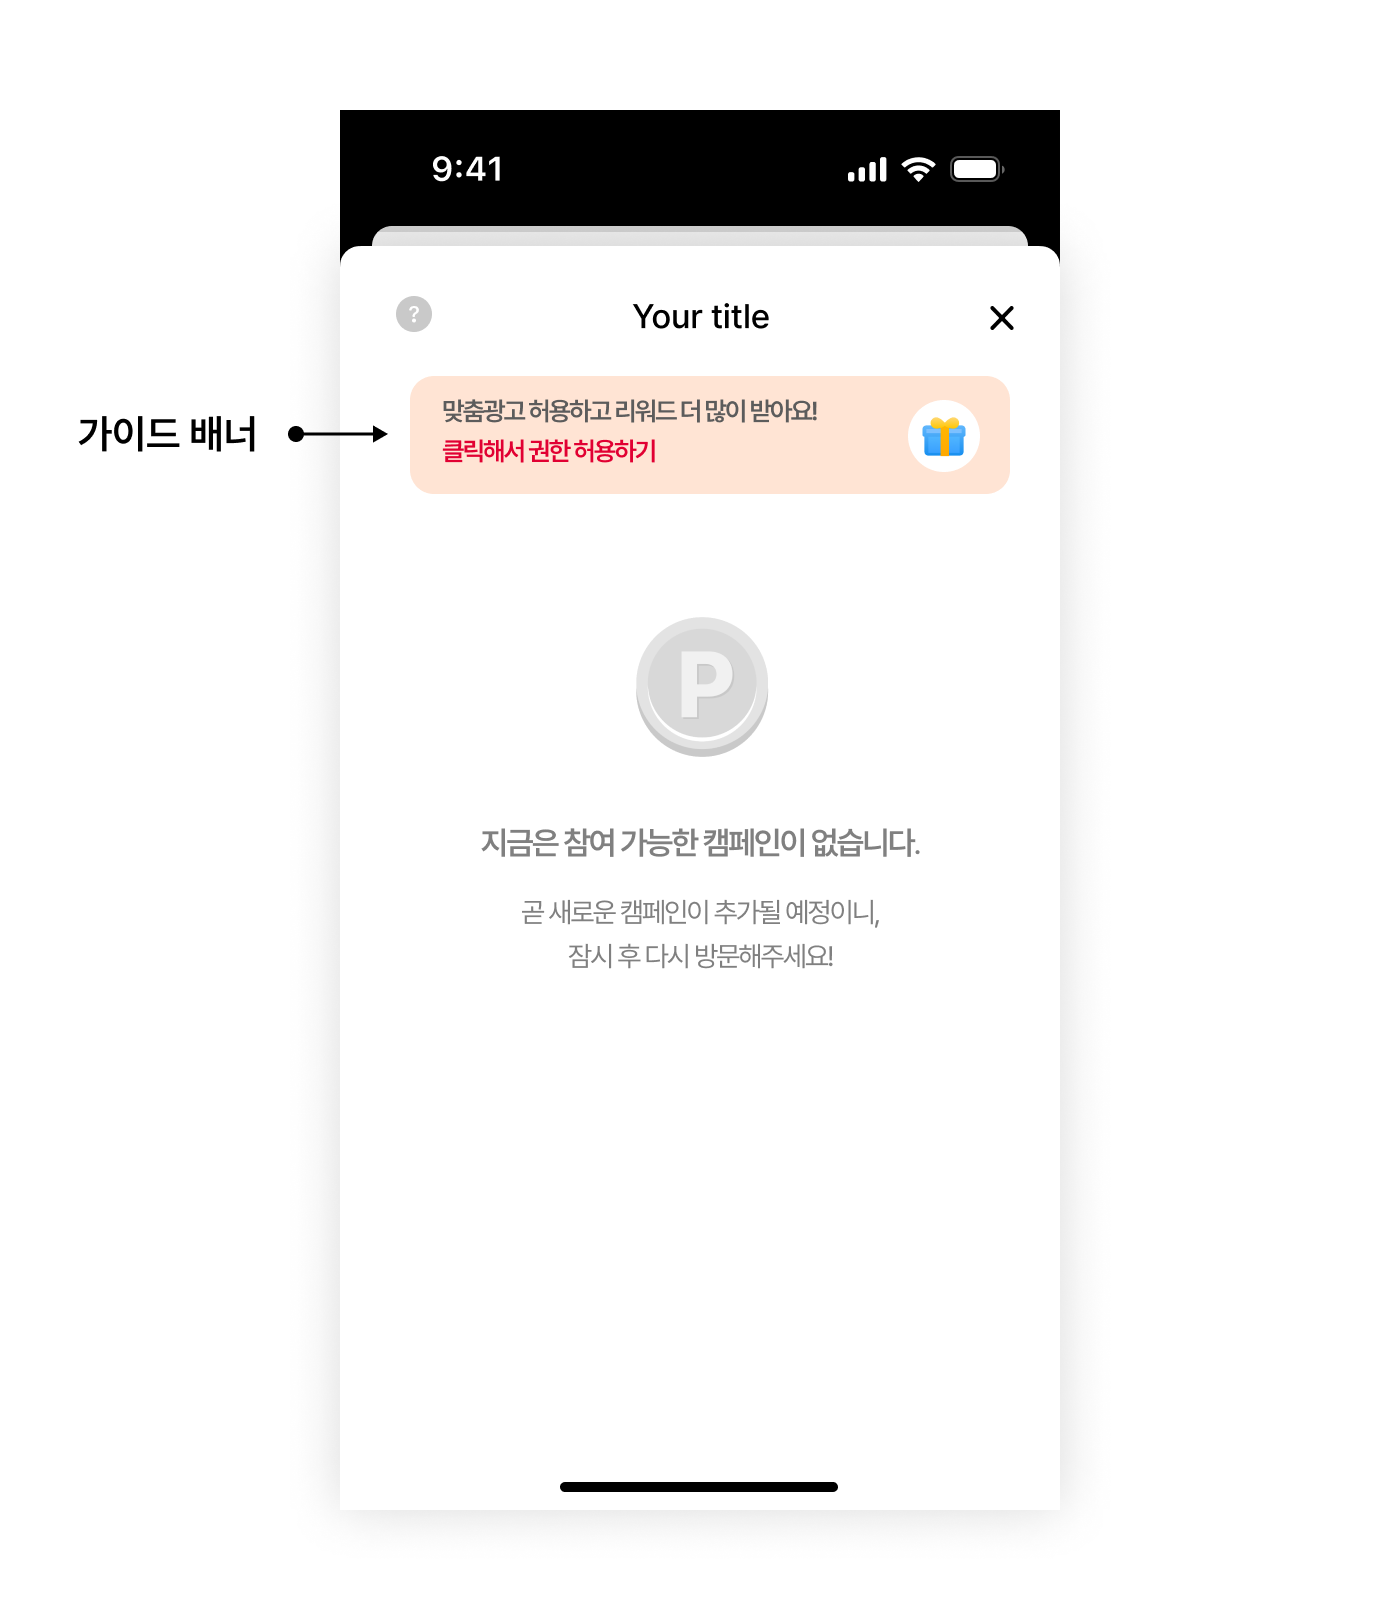 9:41
?
Your title
가이드 배너
맞춤광고 허용하고 리워드 더 많이 받아요!
클릭해서 권한 허용하기
P
지금은 참여 가능한 캠페인이 없습니다.
곧 새로운 캠페인이 추가될 예정이니,
잠시 후 다시 방문해주세요!